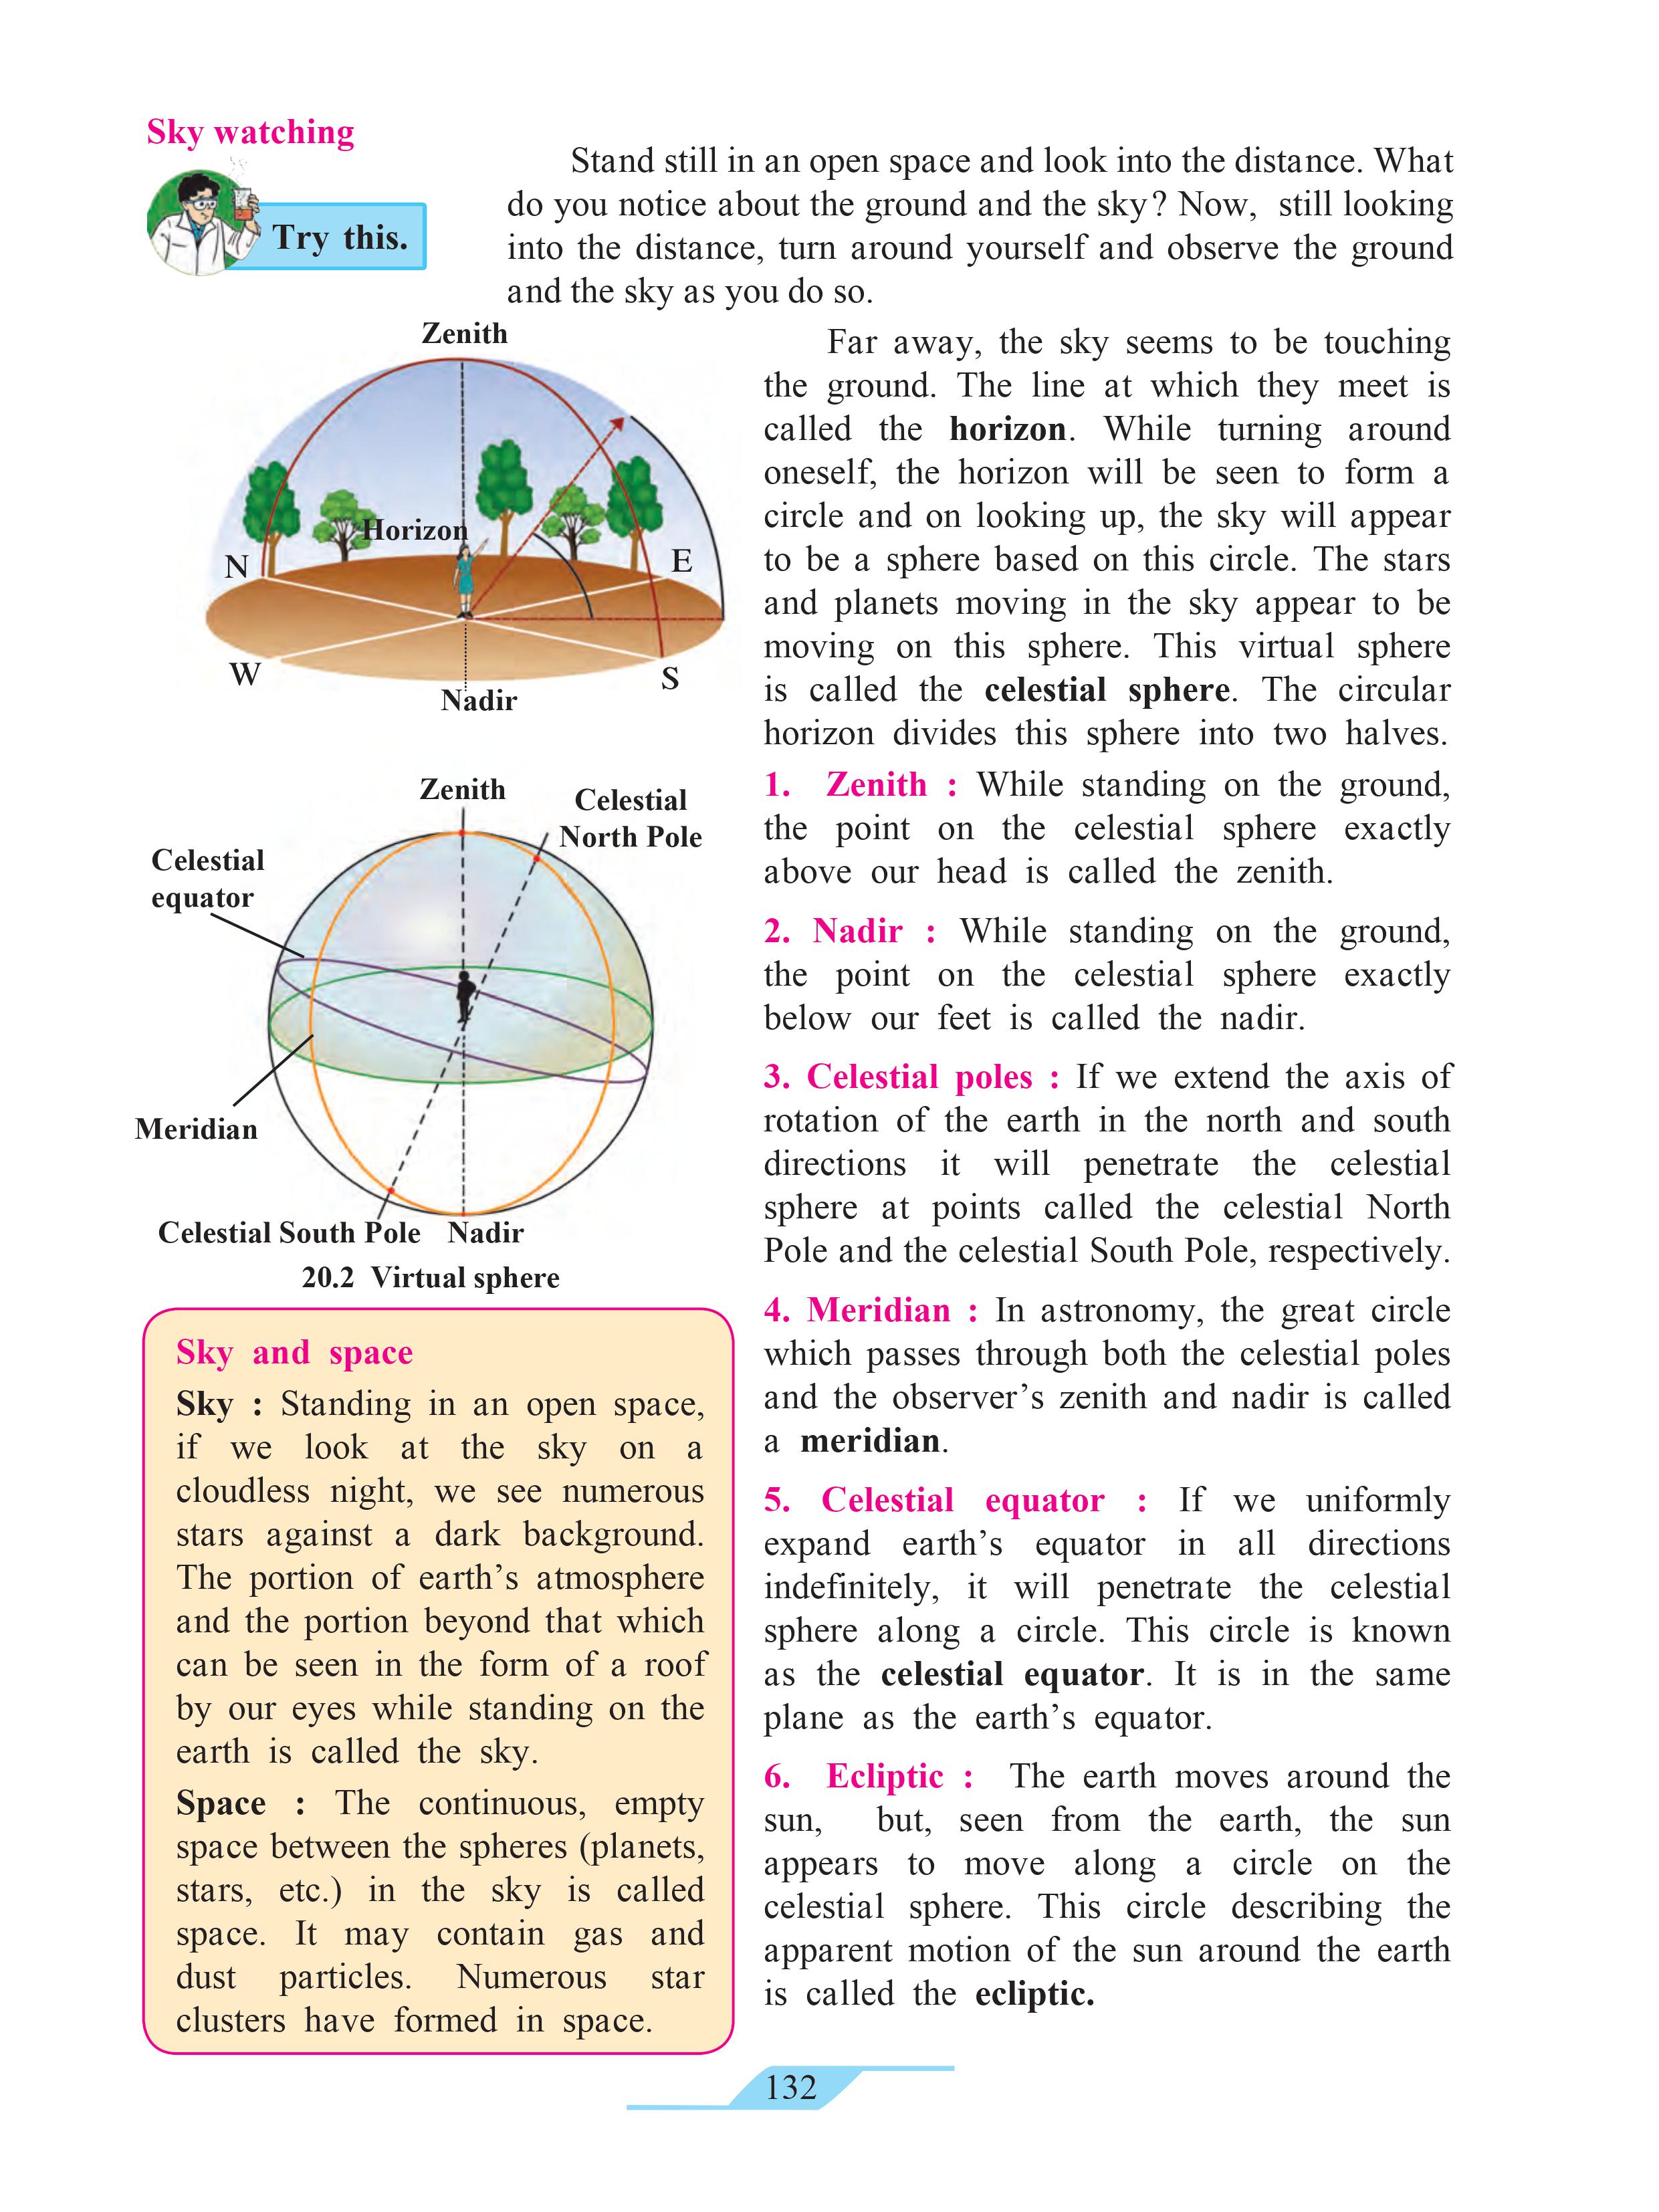 Sky watching
Try this.
Stand still in an open space and look into the distance. What
do you notice about the ground and the sky? Now, still looking
into the distance, turn around yourself and observe the ground
and the sky as you do so.
Zenith
Horizon
N
E
W
S
Nadir
Zenith
Celestial
North Pole
Celestial
equator
Meridian
Celestial South Pole Nadir
20.2 Virtual sphere
Far away, the sky seems to be touching
the ground. The line at which they meet is
called the horizon. While turning around
oneself, the horizon will be seen to form a
circle and on looking up, the sky will appear
to be a sphere based on this circle. The stars
and planets moving in the sky appear to be
moving on this sphere. This virtual sphere
is called the celestial sphere. The circular
horizon divides this sphere into two halves.
1. Zenith : While standing on the ground,
the point on the celestial sphere exactly
above our head is called the zenith.
2. Nadir : While standing on the ground,
the point on the celestial sphere exactly
below our feet is called the nadir.
3. Celestial poles : If we extend the axis of
rotation of the earth in the north and south
directions it will penetrate the celestial
sphere at points called the celestial North
Pole and the celestial South Pole, respectively.
4. Meridian : In astronomy, the great circle
which passes through both the celestial poles
and the observer's zenith and nadir is called
a meridian.
5. Celestial equator : If we uniformly
expand earth's equator in all directions
indefinitely, it will penetrate the celestial
sphere along a circle. This circle is known
as the celestial equator. It is in the same
plane as the earth's equator.
6. Ecliptic : The earth moves around the
sun, but, seen from the earth, the sun
appears to move along a circle on the
celestial sphere. This circle describing the
apparent motion of the sun around the earth
is called the ecliptic.
Sky and space
Sky : Standing in an open space,
if we look at the sky on a
cloudless night, we see numerous
stars against a dark background.
The portion of earth's atmosphere
and the portion beyond that which
can be seen in the form of a roof
by our eyes while standing on the
earth is called the sky.
Space : The continuous, empty
space between the spheres (planets,
stars, etc.) in the sky is called
space. It may contain gas and
dust particles. Numerous star
clusters have formed in space.
132